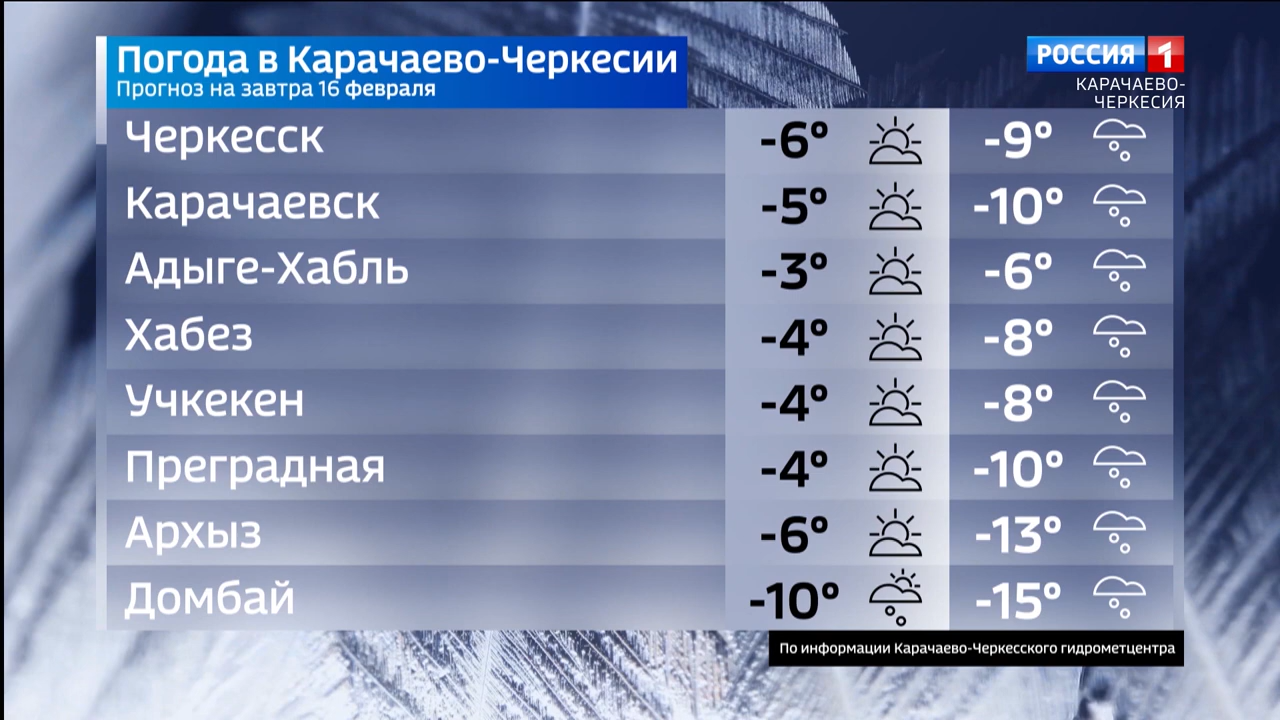 Погода в Карачаево-Черкесии
Прогноз на завтра 16 февраля
РОССИЯ 1
КАРАЧАЕВО-
ЧЕРКЕСИЯ
Черкесск -6° -9°
Карачаевск -5° -10°
Адыге-Хабль -3° -6°
Хабез -4° -8°
Учкекен -4° -8°
Преградная -4° -10°
Архыз -6° -13°
Домбай -10° -15°
По информации Карачаево-Черкесского гидрометцентра